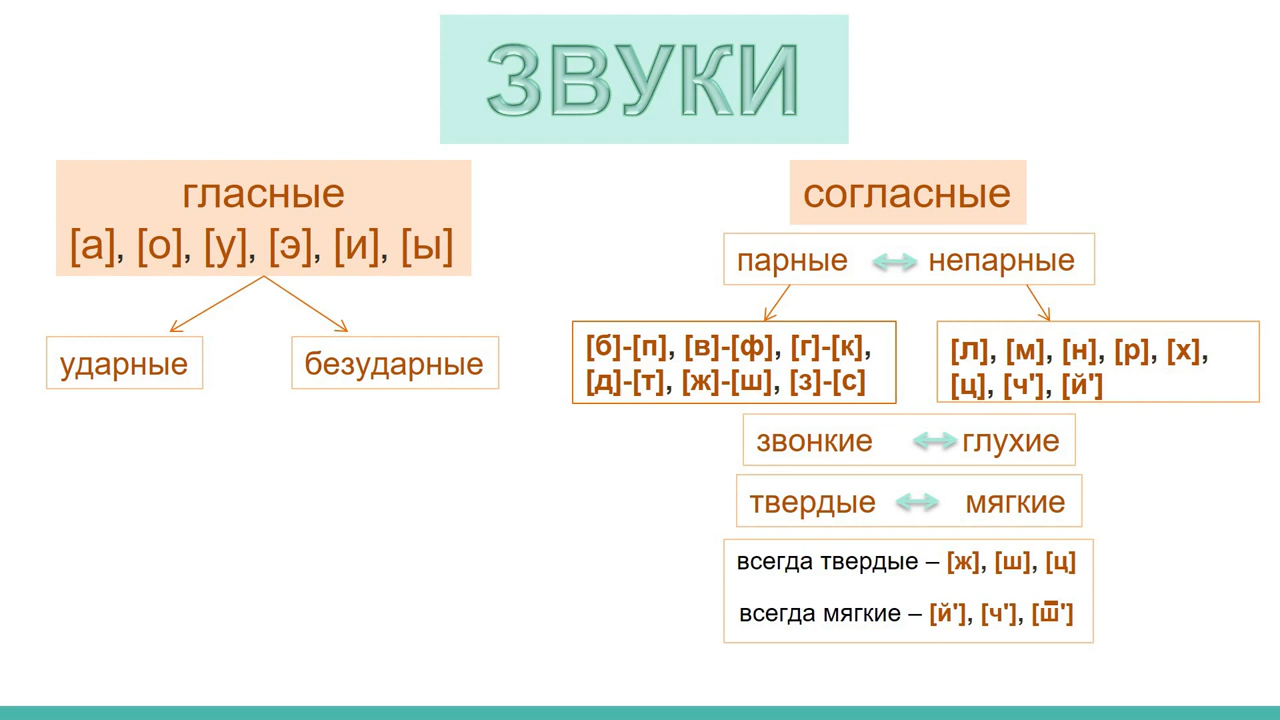 ЗВУКИ
гласные
[а], [о], [у], [э], [и], [ы]
ударные
безударные
согласные
парные
непарные
[б]-[п], [в]-[ф], [г]-[к],
[д]-[т], [ж]-[ш], [з]-[с]
[л], [м], [н], [р], [х],
[ц], [ч'], [й']
звонкие
глухие
твердые
мягкие
всегда твердые – [ж], [ш], [ц]
всегда мягкие – [й'], [ч'], [ш̅']